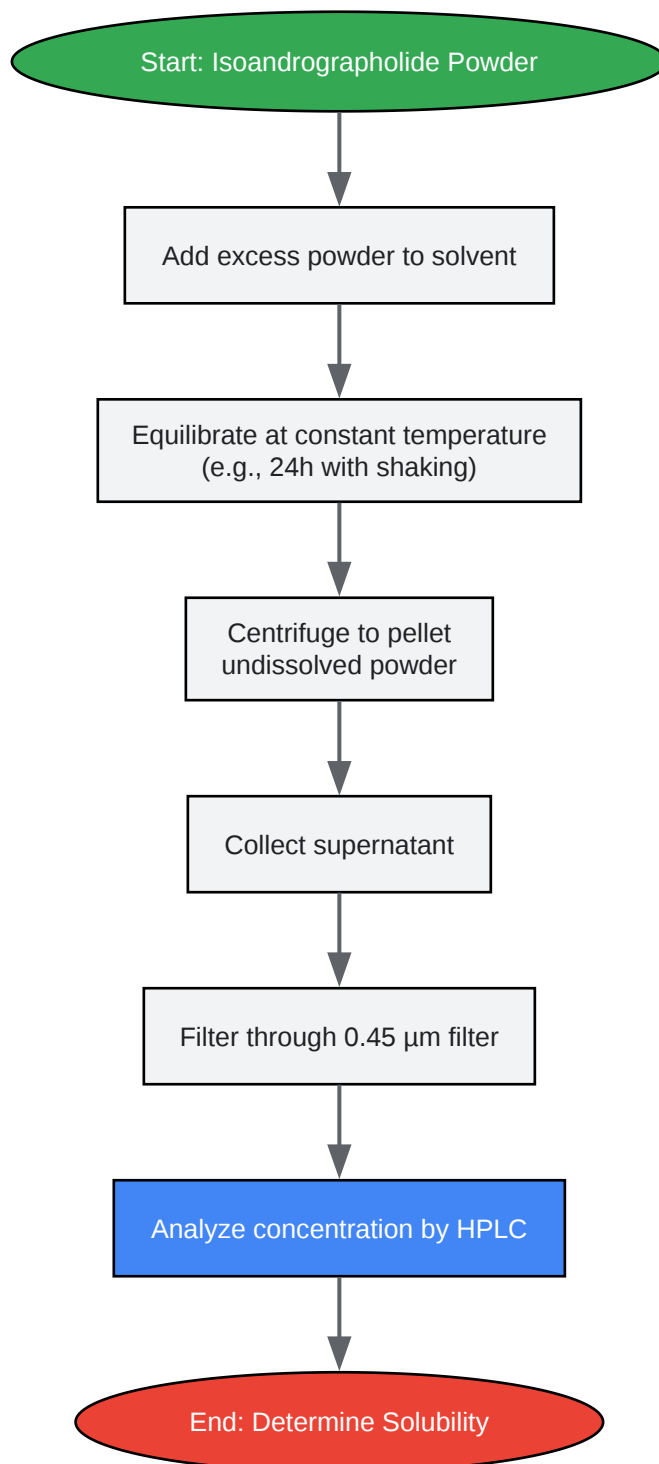 Start: Isoandrographolide Powder
Add excess powder to solvent
Equilibrate at constant temperature
(e.g., 24h with shaking)
Centrifuge to pellet
undissolved powder
Collect supernatant
Filter through 0.45 µm filter
Analyze concentration by HPLC
End: Determine Solubility